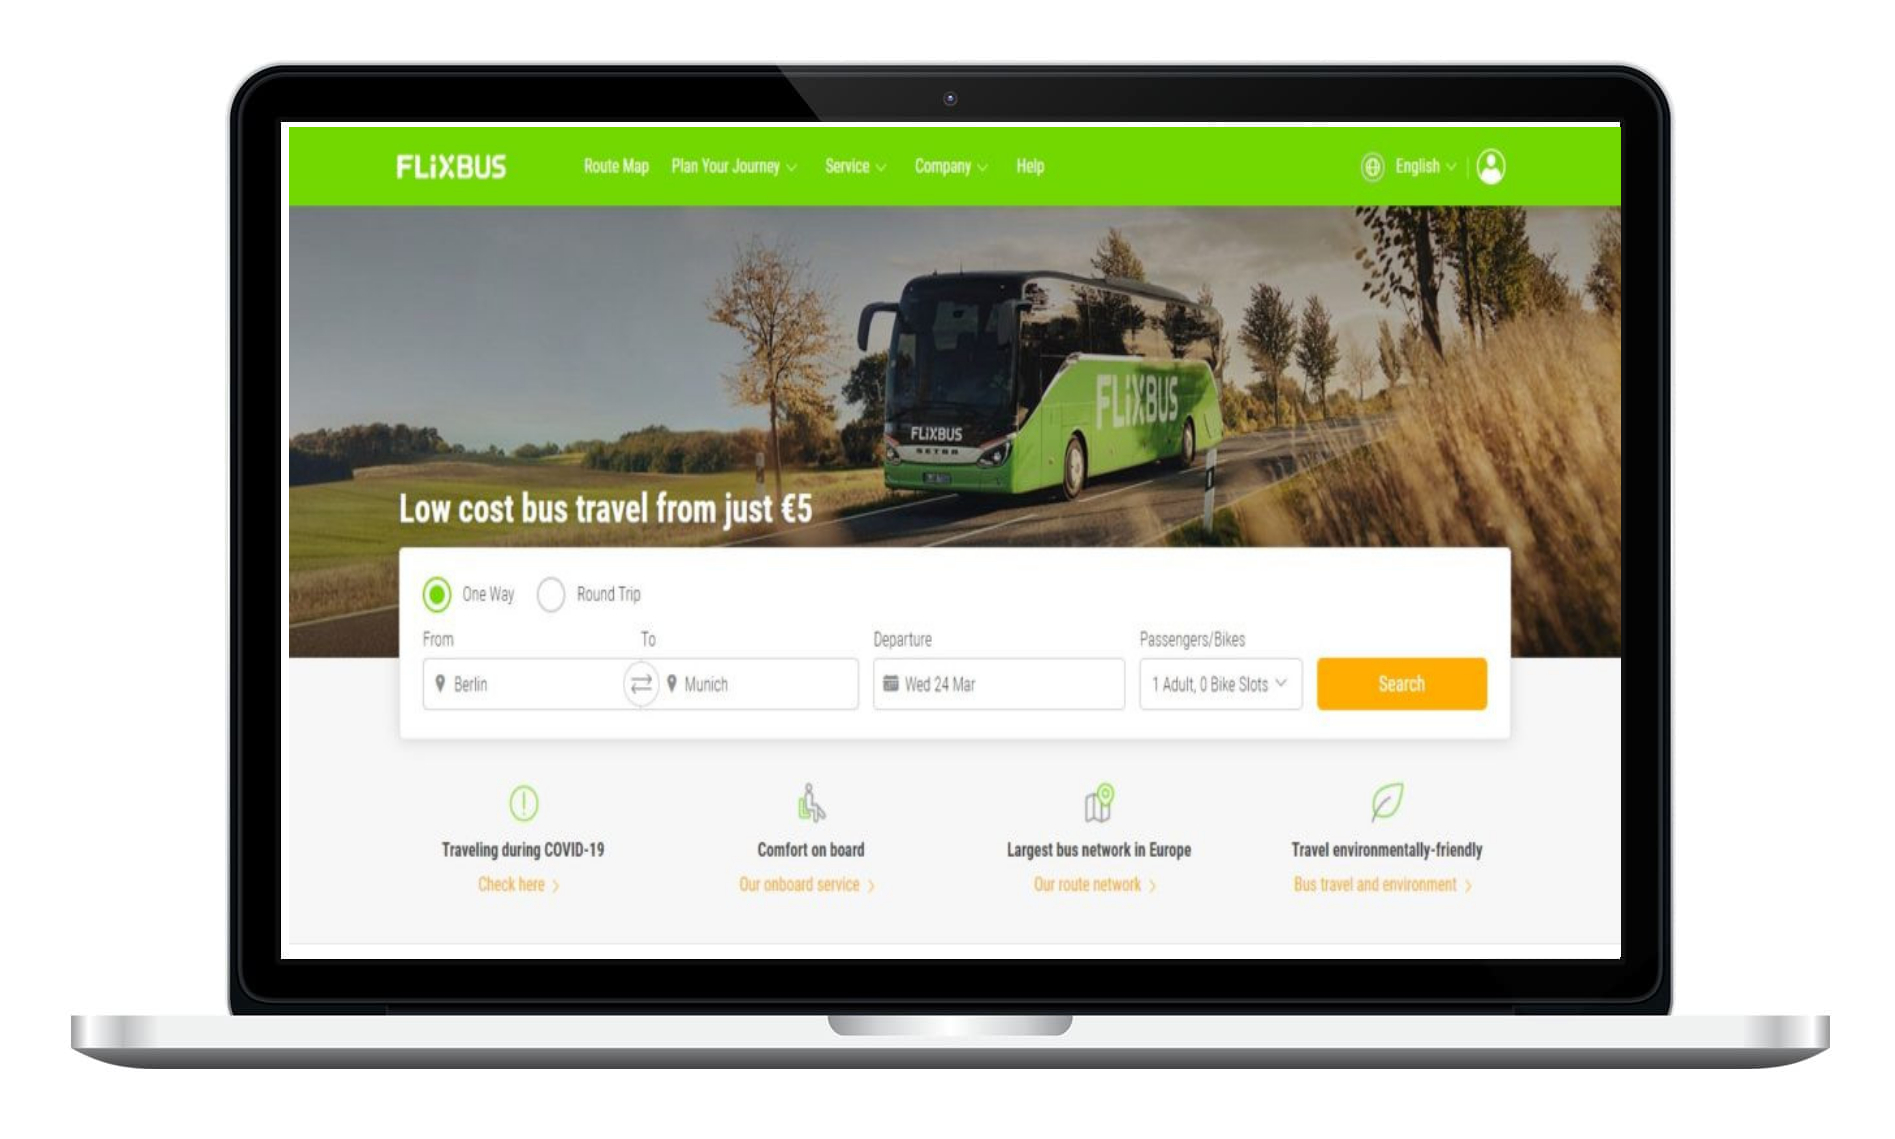 FLiXBUS
Route Map Plan Your Journey Service Company Help English
FLiXBUS
FLiXBUS
SETRA
Low cost bus travel from just €5
One Way Round Trip
From To Departure Passengers/Bikes
Berlin Munich Wed 24 Mar 1 Adult, 0 Bike Slots Search
Traveling during COVID-19 Comfort on board Largest bus network in Europe Travel environmentally-friendly
Check here Our onboard service Our route network Bus travel and environment